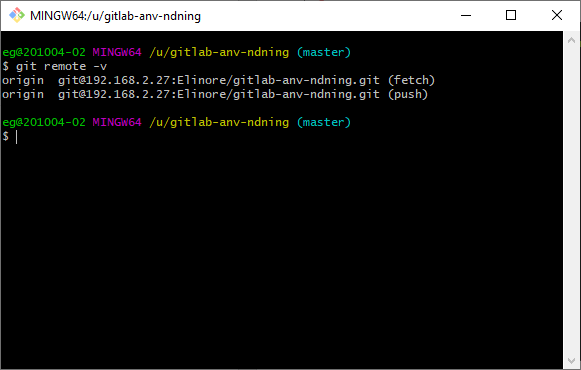 MINGW64:/u/gitlab-anv-ndning
eg@201004-02 MINGW64 /u/gitlab-anv-ndning (master)
$ git remote -v
origin  git@192.168.2.27:Elinore/gitlab-anv-ndning.git (fetch)
origin  git@192.168.2.27:Elinore/gitlab-anv-ndning.git (push)
eg@201004-02 MINGW64 /u/gitlab-anv-ndning (master)
$